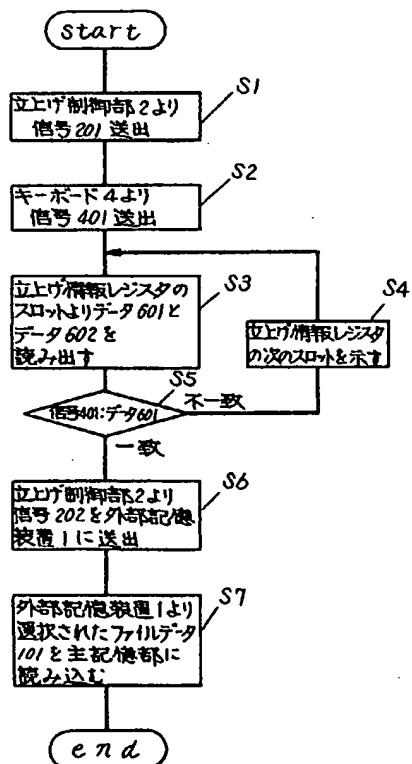 start
S1
立上げ制御部2より
信号201送出
S2
キーボード4より
信号401送出
S3
立上げ情報レジスタの
スロットよりデータ601と
データ602を
読み出す
S4
立上げ情報レジスタ
の次のスロットを示す
S5
信号401:データ601
不一致
一致
S6
立上げ制御部2より
信号202を外部記憶
装置1に送出
S7
外部記憶装置1より
選択されたファイルデータ
101を主記憶部に
読み込む
end